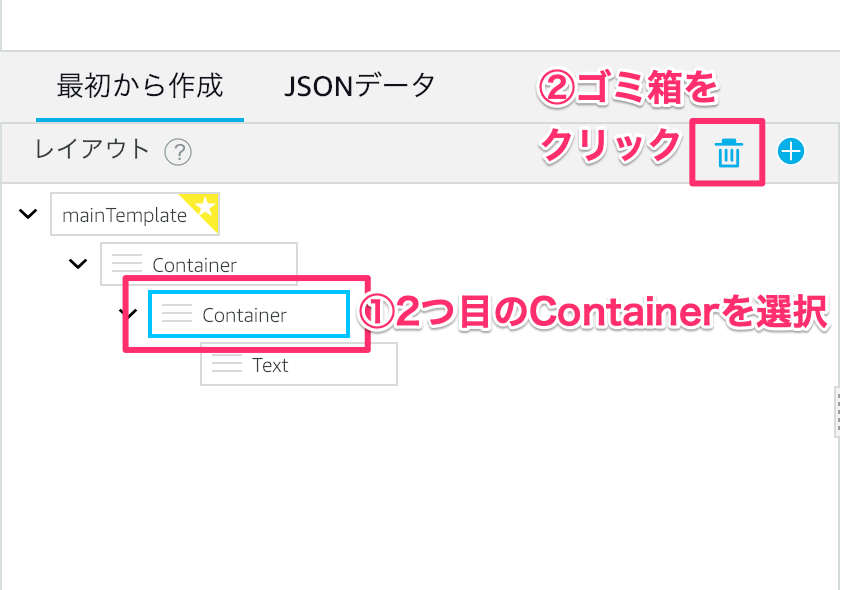 最初から作成 JSONデータ
②ゴミ箱を
クリック
レイアウト ?
mainTemplate
Container
Container
①2つ目のContainerを選択
Text